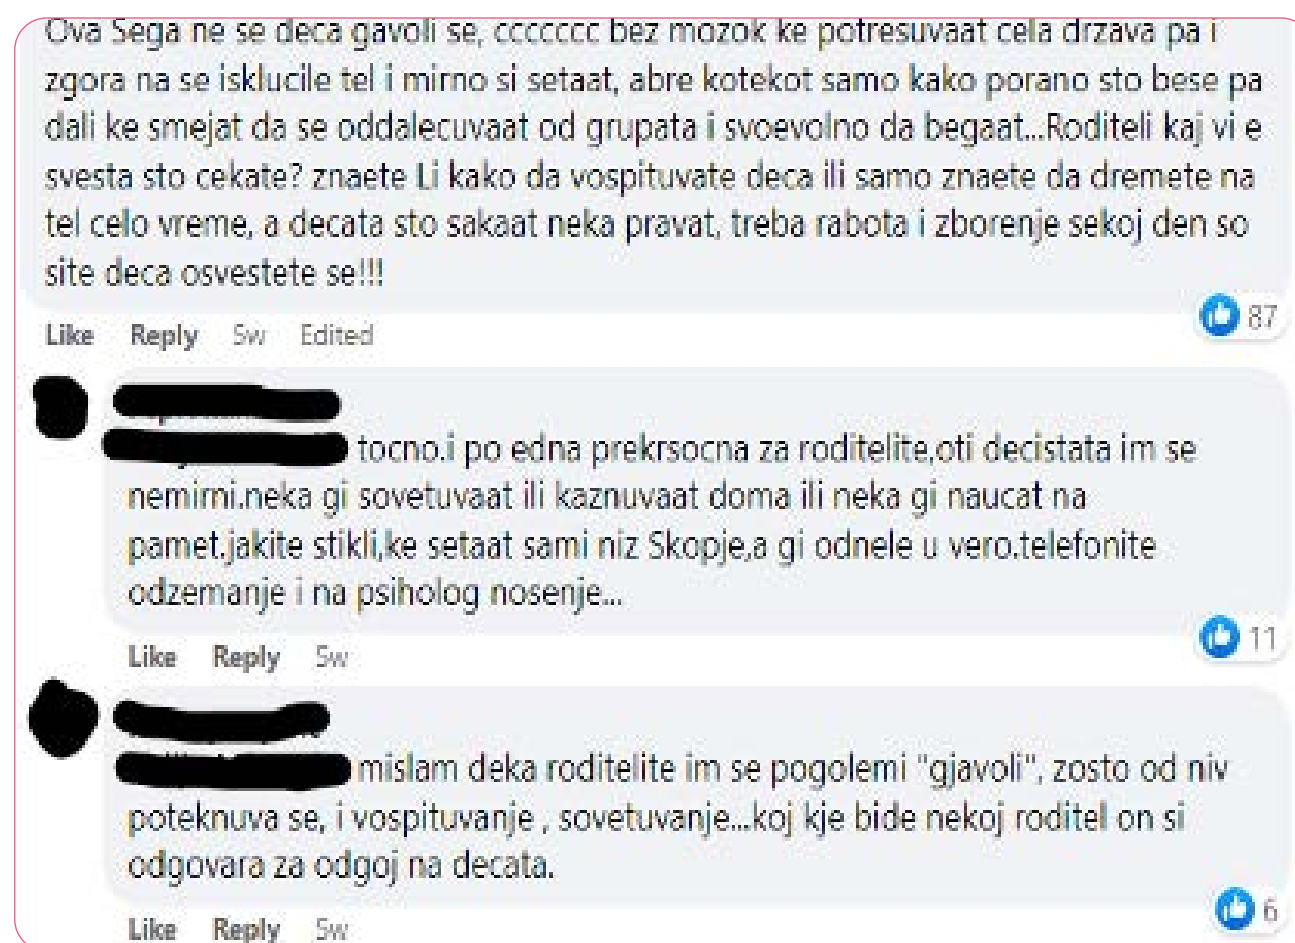 Ova Sega ne se deca gavoli se, ccccccc bez mozok ke potresuvaat cela drzava pa i
zgora na se isklucile tel i mirno si setaat, abre kotekot samo kako porano sto bese pa
dali ke smejat da se oddalecuvaat od grupata i svoevolno da begaat...Roditeli kaj vi e
svesta sto cekate? znaete Li kako da vospituvate deca ili samo znaete da dremete na
tel celo vreme, a decata sto sakaat neka pravat, treba rabota i zborenje sekoj den so
site deca osvestete se!!!
87
Like Reply 5w Edited
tocno.i po edna prekrsocna za roditelite,oti decistata im se
nemirni.neka gi sovetuvaat ili kaznuvaat doma ili neka gi naucat na
pamet.jakite stikli,ke setaat sami niz Skopje,a gi odnele u vero.telefonite
odzemanje i na psiholog nosenje...
11
Like Reply 5w
mislam deka roditelite im se pogolemi "gjavoli", zosto od niv
poteknuva se, i vospituvanje , sovetuvanje...koj kje bide nekoj roditel on si
odgovara za odgoj na decata.
6
Like Reply 5w